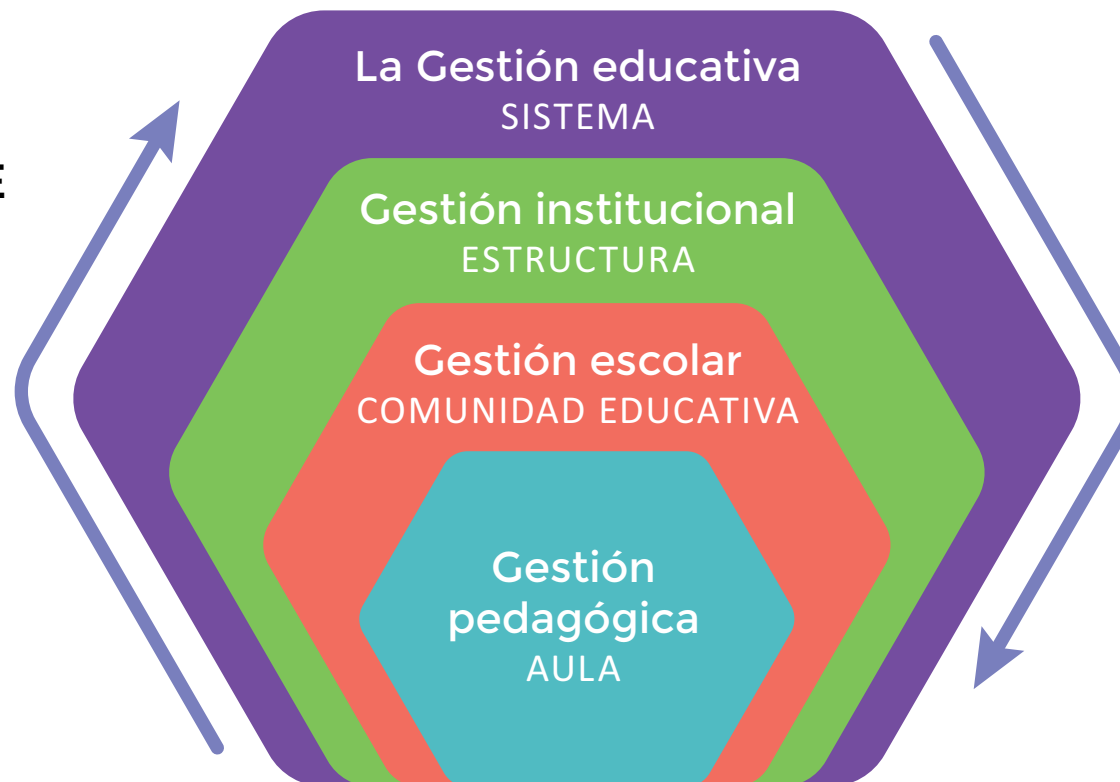 La Gestión educativa
SISTEMA
E
Gestión institucional
ESTRUCTURA
Gestión escolar
COMUNIDAD EDUCATIVA
Gestión
pedagógica
AULA